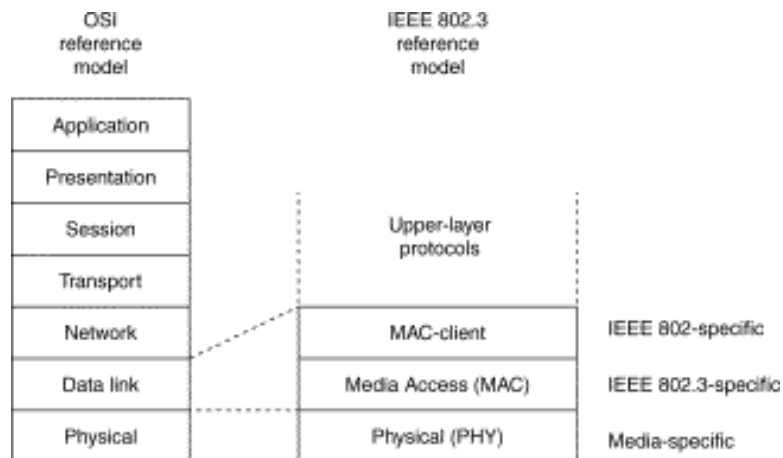 OSI
reference
model
IEEE 802.3
reference
model
Application
Presentation
Session
Transport
Network
Data link
Physical
Upper-layer
protocols
MAC-client
Media Access (MAC)
Physical (PHY)
IEEE 802-specific
IEEE 802.3-specific
Media-specific